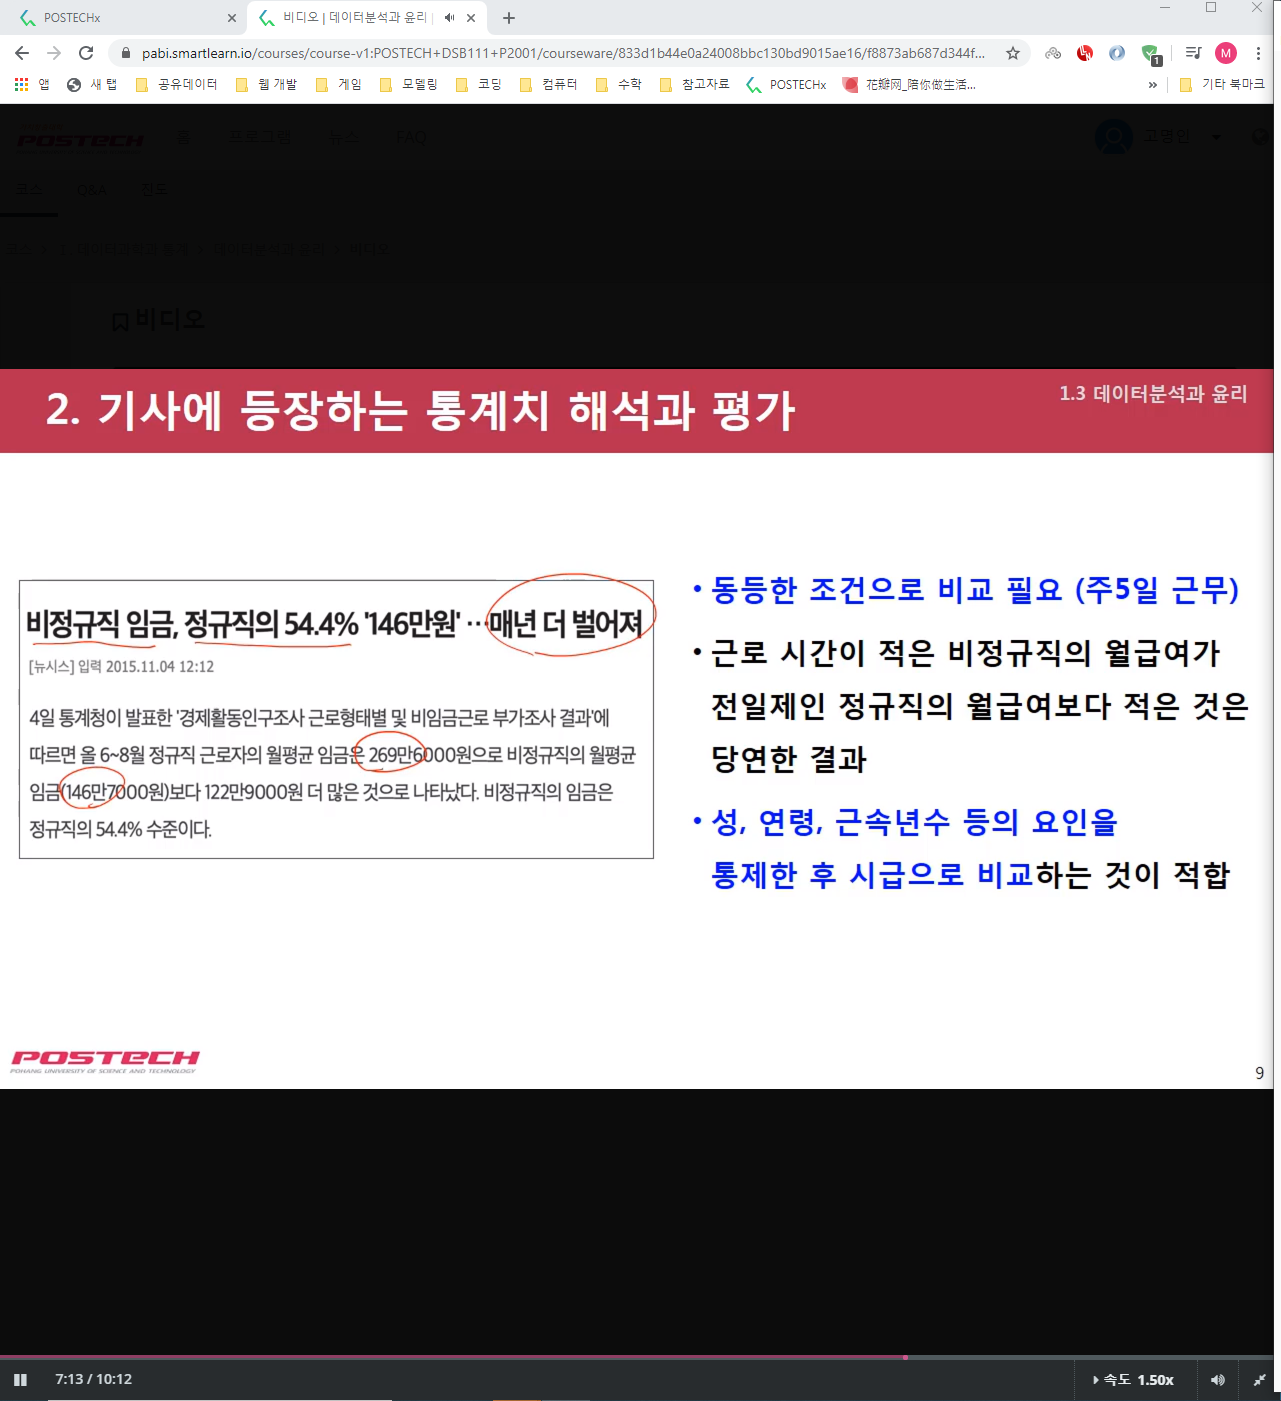 POSTECHx
비디오 | 데이터분석과 윤리 |
pabi.smartlearn.io/courses/course-v1:POSTECH+DSB111+P2001/courseware/833d1b44e0a24008bbc130bd9015ae16/f8873ab687d344f...
1
M
앱
새 탭
공유데이터
웹 개발
게임
모델링
코딩
컴퓨터
수학
참고자료
POSTECHx
花瓣网_陪你做生活...
»
기타 북마크
POSTECH
홈
프로그램
뉴스
FAQ
고명인
코스
Q&A
진도
비디오
2. 기사에 등장하는 통계치 해석과 평가
1.3 데이터분석과 윤리
비정규직 임금, 정규직의 54.4% '146만원' …매년 더 벌어져
[뉴시스] 입력 2015.11.04 12:12
4일 통계청이 발표한 '경제활동인구조사 근로형태별 및 비임금근로 부가조사 결과'에
따르면 올 6~8월 정규직 근로자의 월평균 임금은 269만6000원으로 비정규직의 월평균
임금(146만7000원)보다 122만9000원 더 많은 것으로 나타났다. 비정규직의 임금은
정규직의 54.4% 수준이다.
• 동등한 조건으로 비교 필요 (주5일 근무)
• 근로 시간이 적은 비정규직의 월급여가
전일제인 정규직의 월급여보다 적은 것은
당연한 결과
• 성, 연령, 근속년수 등의 요인을
통제한 후 시급으로 비교하는 것이 적합
POSTECH
POHANG UNIVERSITY OF SCIENCE AND TECHNOLOGY
9
7:13 / 10:12
속도 1.50x